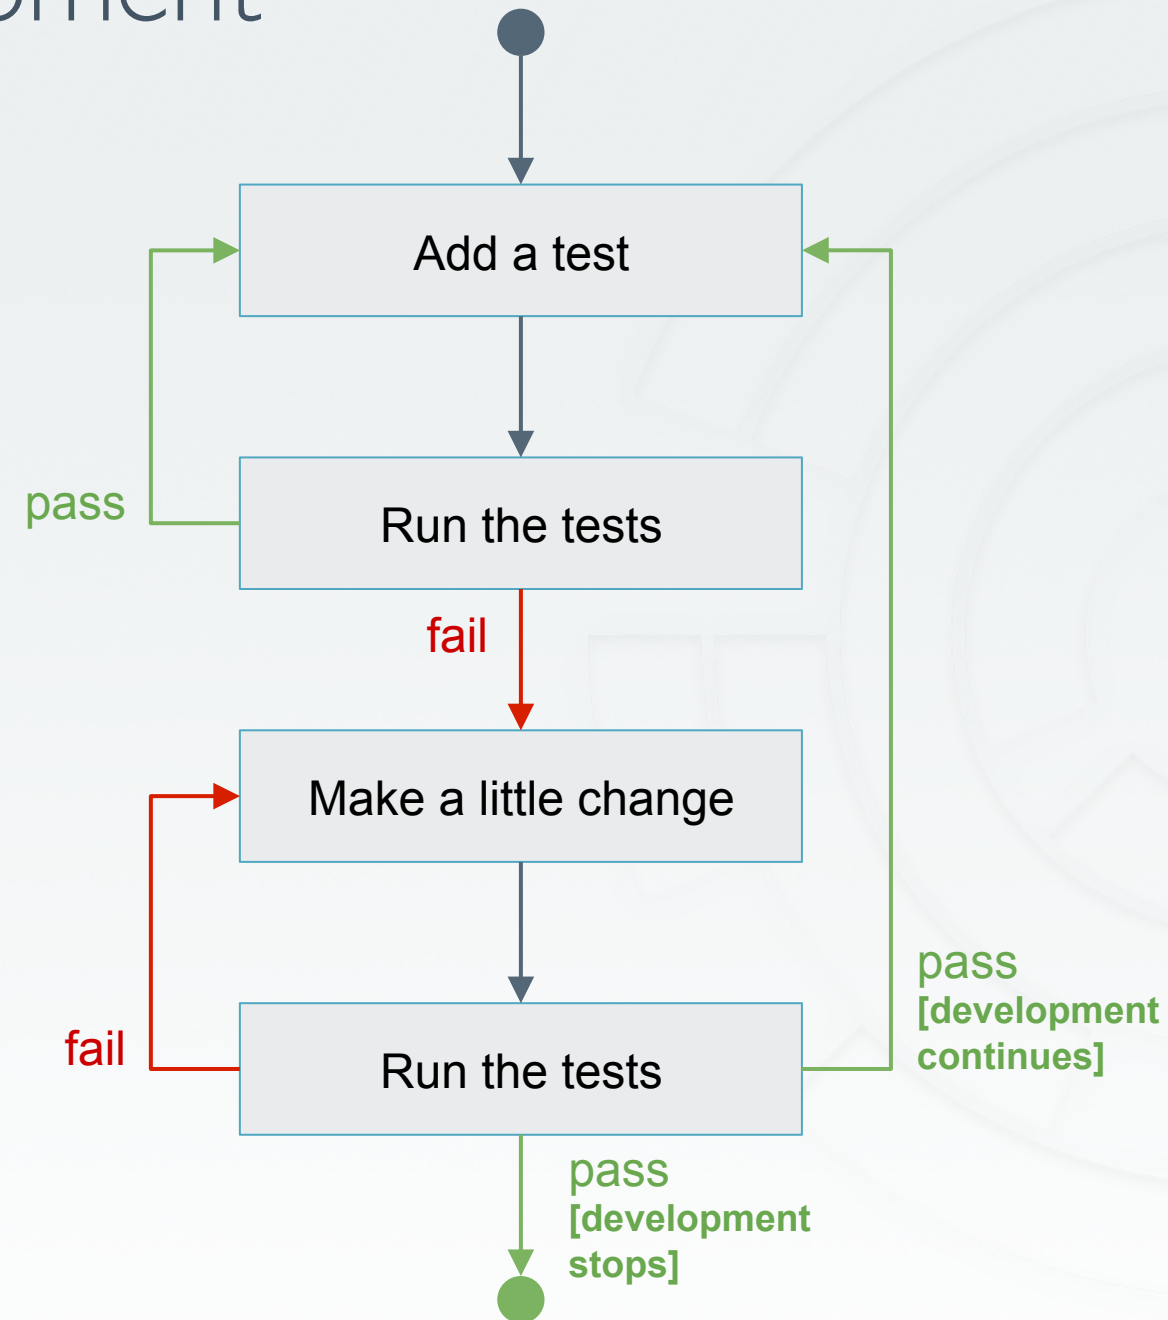 Add a test
pass
Run the tests
fail
Make a little change
pass
[development
continues]
fail
Run the tests
pass
[development
stops]